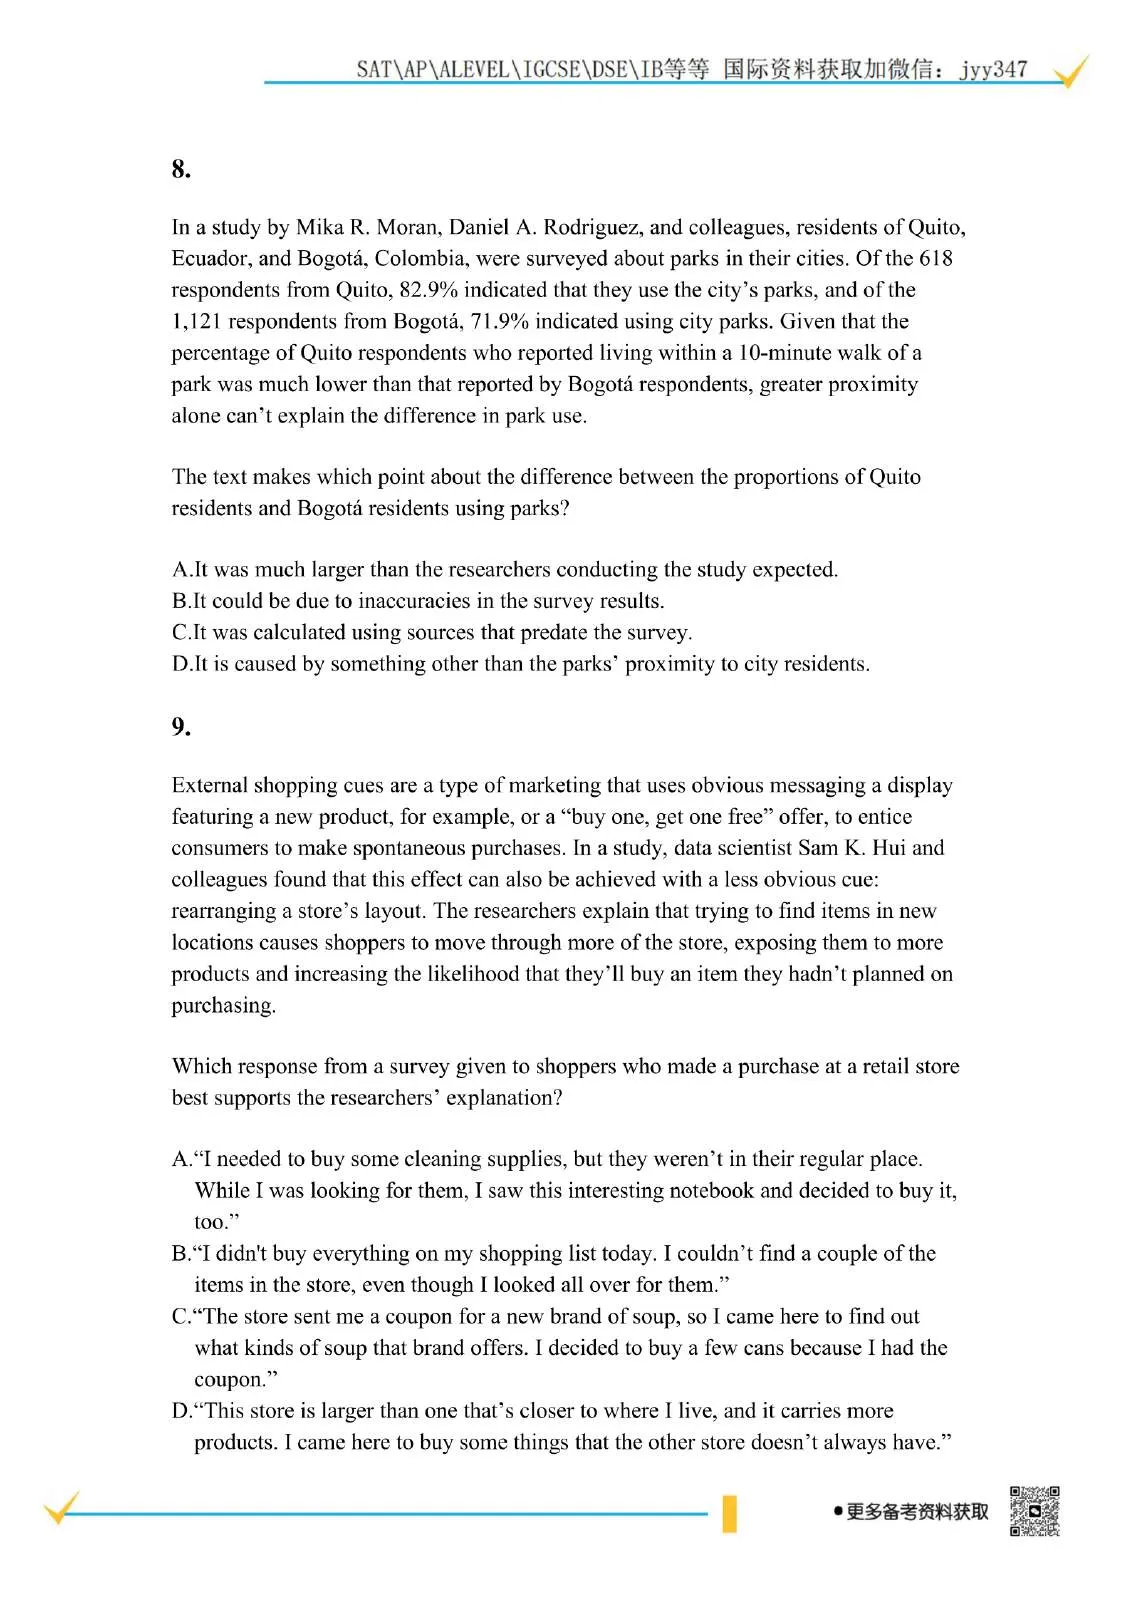 SAT\AP\ALEVEL\IGCSE\DSE\IB等等 国际资料获取加微信：jyy347
8.
In a study by Mika R. Moran, Daniel A. Rodriguez, and colleagues, residents of Quito,
Ecuador, and Bogotá, Colombia, were surveyed about parks in their cities. Of the 618
respondents from Quito, 82.9% indicated that they use the city’s parks, and of the
1,121 respondents from Bogotá, 71.9% indicated using city parks. Given that the
percentage of Quito respondents who reported living within a 10-minute walk of a
park was much lower than that reported by Bogotá respondents, greater proximity
alone can’t explain the difference in park use.
The text makes which point about the difference between the proportions of Quito
residents and Bogotá residents using parks?
A.It was much larger than the researchers conducting the study expected.
B.It could be due to inaccuracies in the survey results.
C.It was calculated using sources that predate the survey.
D.It is caused by something other than the parks’ proximity to city residents.
9.
External shopping cues are a type of marketing that uses obvious messaging a display
featuring a new product, for example, or a “buy one, get one free” offer, to entice
consumers to make spontaneous purchases. In a study, data scientist Sam K. Hui and
colleagues found that this effect can also be achieved with a less obvious cue:
rearranging a store’s layout. The researchers explain that trying to find items in new
locations causes shoppers to move through more of the store, exposing them to more
products and increasing the likelihood that they’ll buy an item they hadn’t planned on
purchasing.
Which response from a survey given to shoppers who made a purchase at a retail store
best supports the researchers’ explanation?
A.“I needed to buy some cleaning supplies, but they weren’t in their regular place.
While I was looking for them, I saw this interesting notebook and decided to buy it,
too.”
B.“I didn't buy everything on my shopping list today. I couldn’t find a couple of the
items in the store, even though I looked all over for them.”
C.“The store sent me a coupon for a new brand of soup, so I came here to find out
what kinds of soup that brand offers. I decided to buy a few cans because I had the
coupon.”
D.“This store is larger than one that’s closer to where I live, and it carries more
products. I came here to buy some things that the other store doesn’t always have.”
●更多备考资料获取